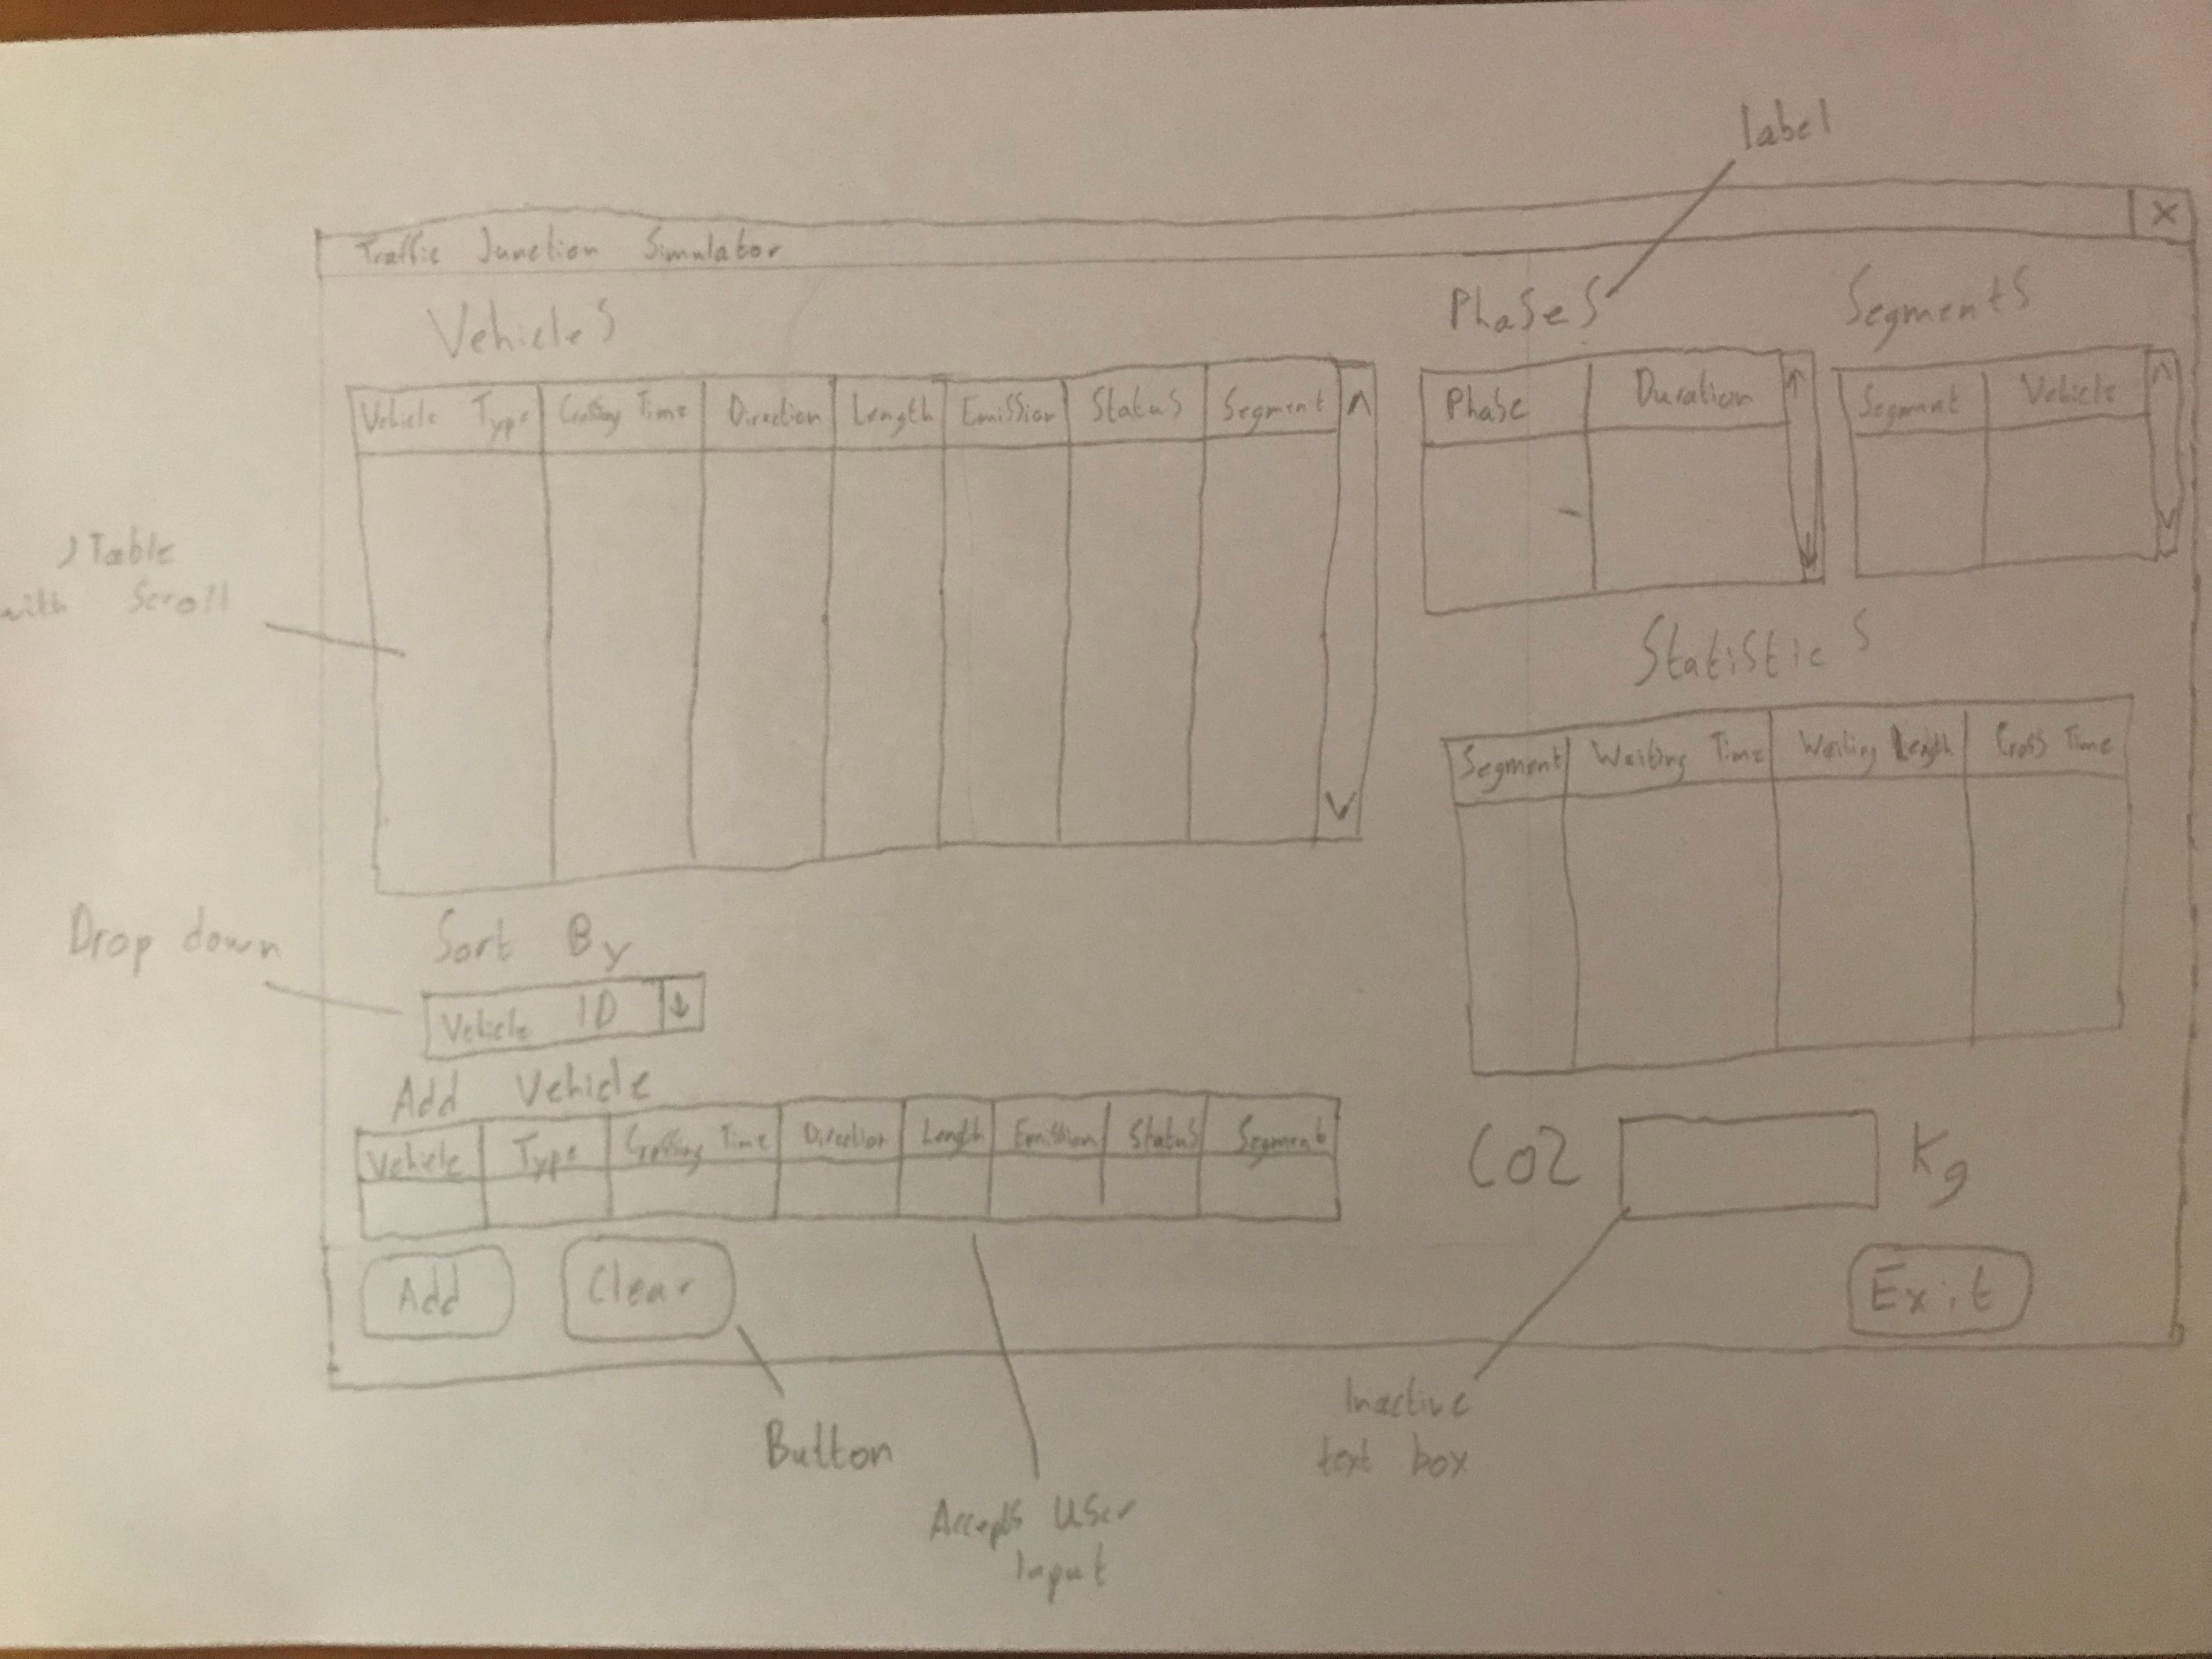 label
Traffic Junction Simulator X
Vehicles
Phases
Segments
Vehicle Type Crossing Time Direction Length Emission Status Segment
Phase Duration
Segment Vehicle
JTable
with Scroll
Statistics
Segment Waiting Time Waiting Length Cross Time
Drop down
Sort By
Vehicle ID
Add Vehicle
Vehicle Type Crossing Time Direction Length Emission Status Segment
CO2 Kg
Add Clear Exit
Button
Inactive
text box
Accepts User
Input